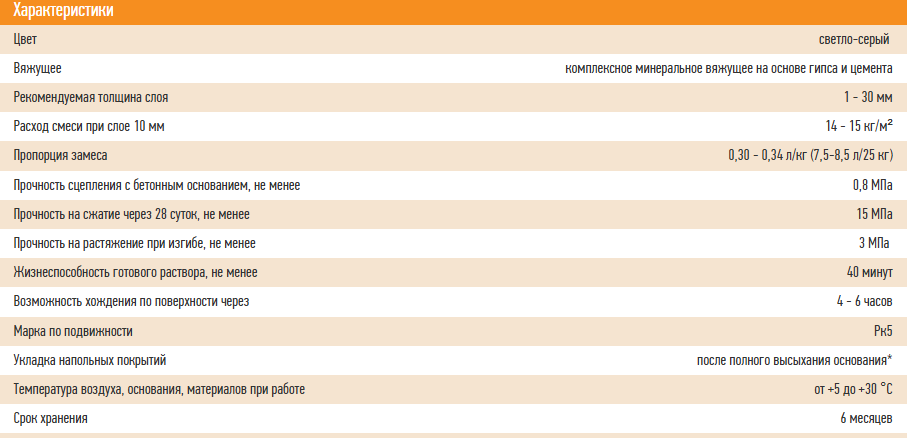 Характеристики
Цвет светло-серый
Вяжущее комплексное минеральное вяжущее на основе гипса и цемента
Рекомендуемая толщина слоя 1 - 30 мм
Расход смеси при слое 10 мм 14 - 15 кг/м²
Пропорция замеса 0,30 - 0,34 л/кг (7,5-8,5 л/25 кг)
Прочность сцепления с бетонным основанием, не менее 0,8 МПа
Прочность на сжатие через 28 суток, не менее 15 МПа
Прочность на растяжение при изгибе, не менее 3 МПа
Жизнеспособность готового раствора, не менее 40 минут
Возможность хождения по поверхности через 4 - 6 часов
Марка по подвижности Рк5
Укладка напольных покрытий после полного высыхания основания*
Температура воздуха, основания, материалов при работе от +5 до +30 °С
Срок хранения 6 месяцев